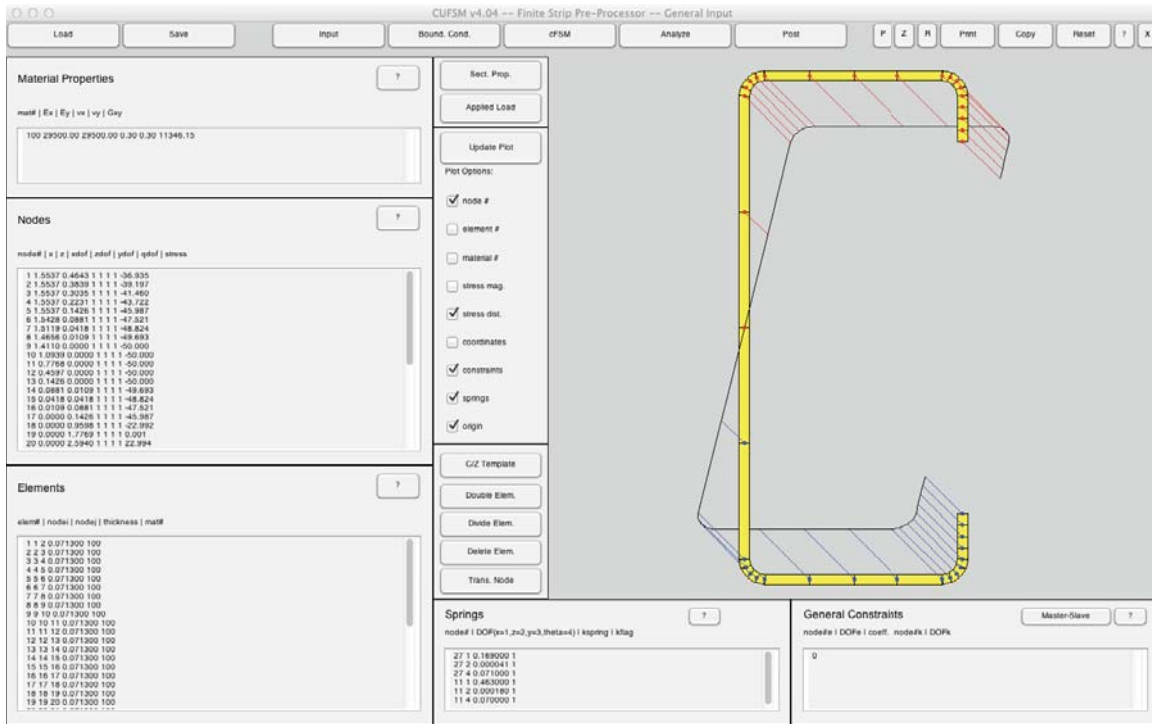 CUFSM v4.04 -- Finite Strip Pre-Processor -- General Input
Load Save Input Bound. Cond. cFSM Analyze Post P Z R Print Copy Reset ? X
Material Properties ?
mat# | Ex | Ey | vx | vy | Gxy
100 29500.00 29500.00 0.30 0.30 11346.15
Nodes ?
node# | x | z | xdof | zdof | ydof | qdof | stress
1 1.5537 0.4643 1 1 1 1 -36.935
2 1.5537 0.3839 1 1 1 1 -39.197
3 1.5537 0.3035 1 1 1 1 -41.460
4 1.5537 0.2231 1 1 1 1 -43.722
5 1.5537 0.1426 1 1 1 1 -45.987
6 1.5428 0.0881 1 1 1 1 -47.521
7 1.5119 0.0418 1 1 1 1 -48.824
8 1.4656 0.0109 1 1 1 1 -49.693
9 1.4110 0.0000 1 1 1 1 -50.000
10 1.0939 0.0000 1 1 1 1 -50.000
11 0.7768 0.0000 1 1 1 1 -50.000
12 0.4597 0.0000 1 1 1 1 -50.000
13 0.1426 0.0000 1 1 1 1 -50.000
14 0.0881 0.0109 1 1 1 1 -49.693
15 0.0418 0.0418 1 1 1 1 -48.824
16 0.0109 0.0881 1 1 1 1 -47.521
17 0.0000 0.1426 1 1 1 1 -45.987
18 0.0000 0.9598 1 1 1 1 -22.992
19 0.0000 1.7769 1 1 1 1 0.001
20 0.0000 2.5940 1 1 1 1 22.994
Elements ?
elem# | nodei | nodej | thickness | mat#
1 1 2 0.071300 100
2 2 3 0.071300 100
3 3 4 0.071300 100
4 4 5 0.071300 100
5 5 6 0.071300 100
6 6 7 0.071300 100
7 7 8 0.071300 100
8 8 9 0.071300 100
9 9 10 0.071300 100
10 10 11 0.071300 100
11 11 12 0.071300 100
12 12 13 0.071300 100
13 13 14 0.071300 100
14 14 15 0.071300 100
15 15 16 0.071300 100
16 16 17 0.071300 100
17 17 18 0.071300 100
18 18 19 0.071300 100
19 19 20 0.071300 100
Sect. Prop.
Applied Load
Update Plot
Plot Options:
node #
element #
material #
stress mag.
stress dist.
coordinates
constraints
springs
origin
C/Z Template
Double Elem.
Divide Elem.
Delete Elem.
Trans. Node
Springs ?
node# | DOF(x=1,z=2,y=3,theta=4) | kspring | kflag
27 1 0.169000 1
27 2 0.000041 1
27 4 0.071000 1
11 1 0.463000 1
11 2 0.000180 1
11 4 0.070000 1
General Constraints Master-Slave ?
node#e | DOFe | coeff. node#k | DOFk
0